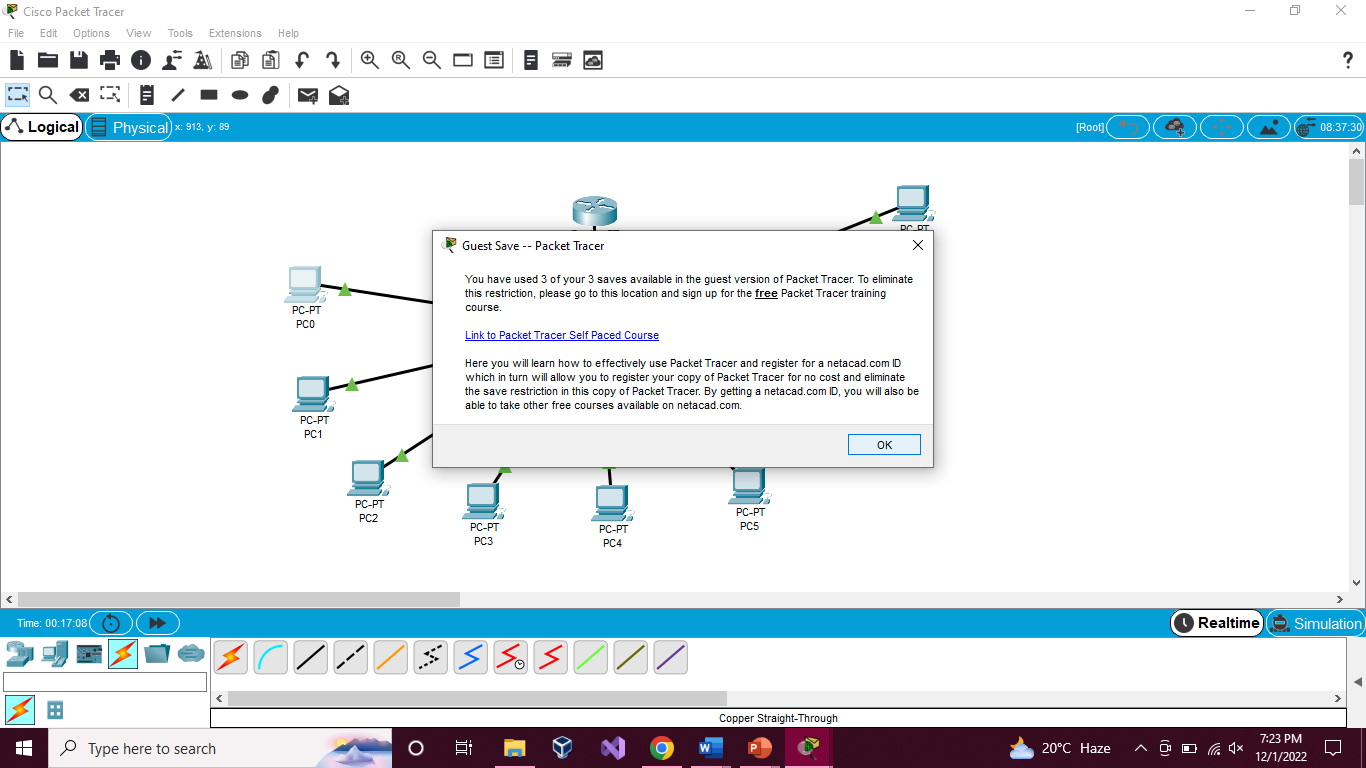 Cisco Packet Tracer
File Edit Options View Tools Extensions Help
Logical Physical x: 913, y: 89 [Root] 08:37:30
PC-PT
Guest Save -- Packet Tracer
You have used 3 of your 3 saves available in the guest version of Packet Tracer. To eliminate
this restriction, please go to this location and sign up for the free Packet Tracer training
course.
Link to Packet Tracer Self Paced Course
Here you will learn how to effectively use Packet Tracer and register for a netacad.com ID
which in turn will allow you to register your copy of Packet Tracer for no cost and eliminate
the save restriction in this copy of Packet Tracer. By getting a netacad.com ID, you will also be
able to take other free courses available on netacad.com.
OK
PC-PT
PC0
PC-PT
PC1
PC-PT
PC2
PC-PT
PC3
PC-PT
PC4
PC-PT
PC5
Time: 00:17:08 Realtime Simulation
Copper Straight-Through
Type here to search
20°C Haze
7:23 PM
12/1/2022